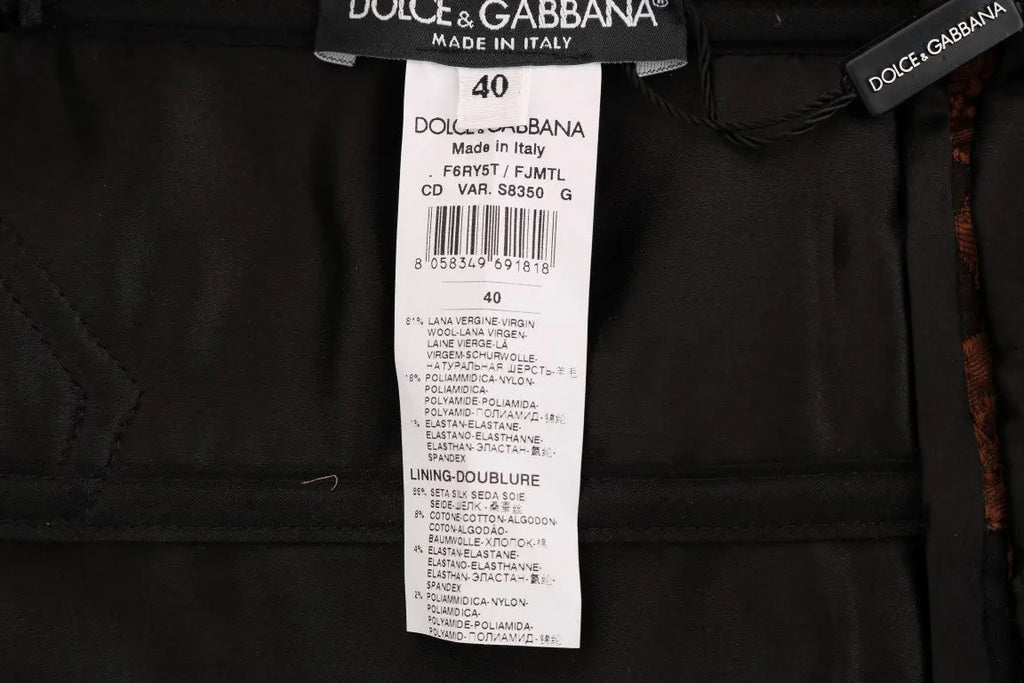 DOLCE & GABBANA®
MADE IN ITALY
DOLCE & GABBANA
40
DOLCE & GABBANA
Made in Italy
. F6RY5T / FJMTL
CD VAR. S8350 G
8 058349 691818
40
81% LANA VERGINE-VIRGIN
WOOL-LANA VIRGEN-
LAINE VIERGE-LÃ
VIRGEM-SCHURWOLLE-
НАТУРАЛЬНАЯ ШЕРСТЬ-羊毛
18% POLIAMMIDICA-NYLON-
POLIAMIDICA-
POLYAMIDE-POLIAMIDA-
POLYAMID-ПОЛИАМИД-锦纶
1% ELASTAN-ELASTANE-
ELASTANO-ELASTHANNE-
ELASTHAN-ЭЛАСТАН-氨纶-
SPANDEX
LINING-DOUBLURE
SETA-SILK SEDA SOIE
SEIDE-ШЕЛК-桑蚕丝
8% COTONE-COTTON-ALGODON-
COTON-ALGODÃO-
BAUMWOLLE-ХЛОПОК-棉
4% ELASTAN-ELASTANE-
ELASTANO-ELASTHANNE-
ELASTHAN-ЭЛАСТАН-氨纶-
SPANDEX
2% POLIAMMIDICA-NYLON-
POLIAMIDICA-
POLYAMIDE-POLIAMIDA-
POLYAMID-ПОЛИАМИД-锦纶